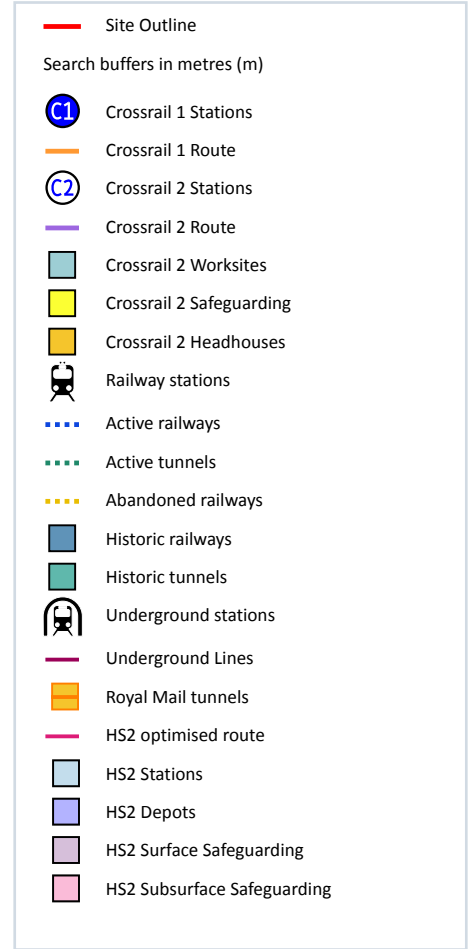 Site Outline
Search buffers in metres (m)
C1 Crossrail 1 Stations
Crossrail 1 Route
C2 Crossrail 2 Stations
Crossrail 2 Route
Crossrail 2 Worksites
Crossrail 2 Safeguarding
Crossrail 2 Headhouses
Railway stations
Active railways
Active tunnels
Abandoned railways
Historic railways
Historic tunnels
Underground stations
Underground Lines
Royal Mail tunnels
HS2 optimised route
HS2 Stations
HS2 Depots
HS2 Surface Safeguarding
HS2 Subsurface Safeguarding